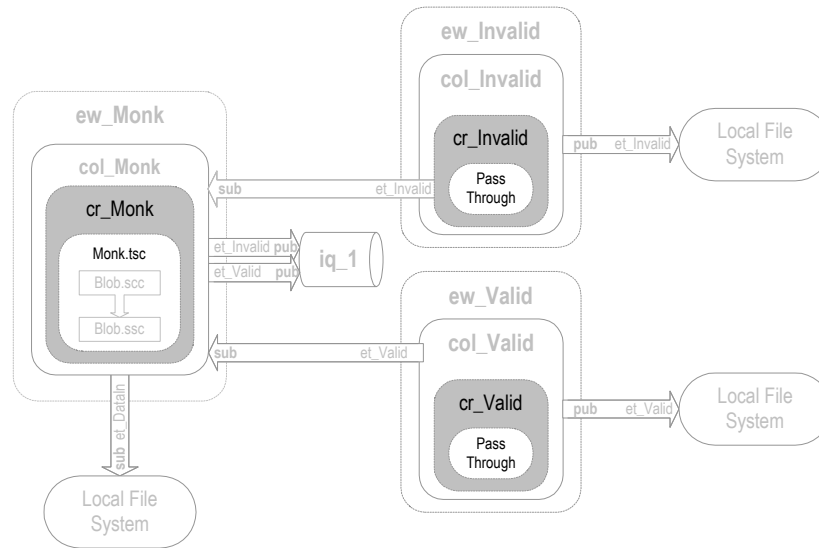 ew_Invalid
col_Invalid
cr_Invalid
Pass
Through
pub et_Invalid
Local File
System
ew_Monk
col_Monk
cr_Monk
Monk.tsc
Blob.scc
Blob.ssc
sub et_Invalid
et_Invalid pub
et_Valid pub
iq_1
sub et_Valid
ew_Valid
col_Valid
cr_Valid
Pass
Through
pub et_Valid
Local File
System
sub et_DataIn
Local File
System